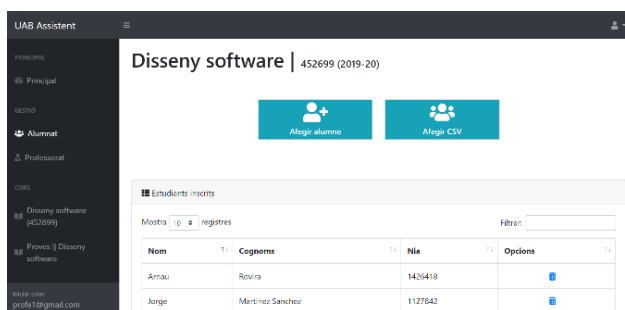 UAB Assistent
PRINCIPAL
Principal
GESTIÓ
Alumnat
Professorat
CURS
Disseny software
(452699)
Proves || Disseny
software
Iniciat com:
profe1@gmail.com
Disseny software | 452699 (2019-20)
Afegir alumne
Afegir CSV
Estudiants inscrits
Mostra 10 registres
Filtrar:
Nom Cognoms Nia Opcions
Arnau Rovira 1426418
Jorge Martinez Sanchez 1127842